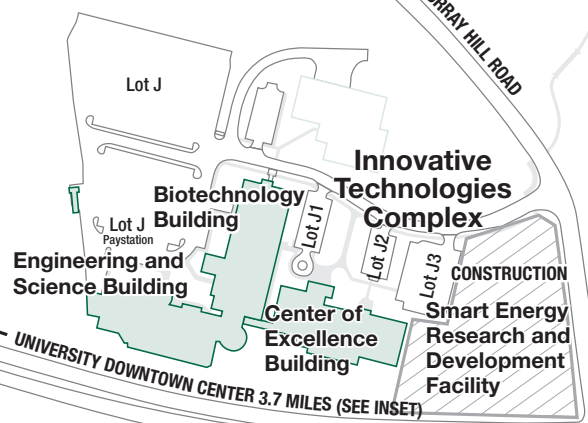 MURRAY HILL ROAD
Lot J
Innovative
Technologies
Complex
Biotechnology
Building
Lot J
Paystation
Lot J1
Lot J2
Lot J3
Engineering and
Science Building
CONSTRUCTION
Smart Energy
Research and
Development
Facility
Center of
Excellence
Building
UNIVERSITY DOWNTOWN CENTER 3.7 MILES (SEE INSET)